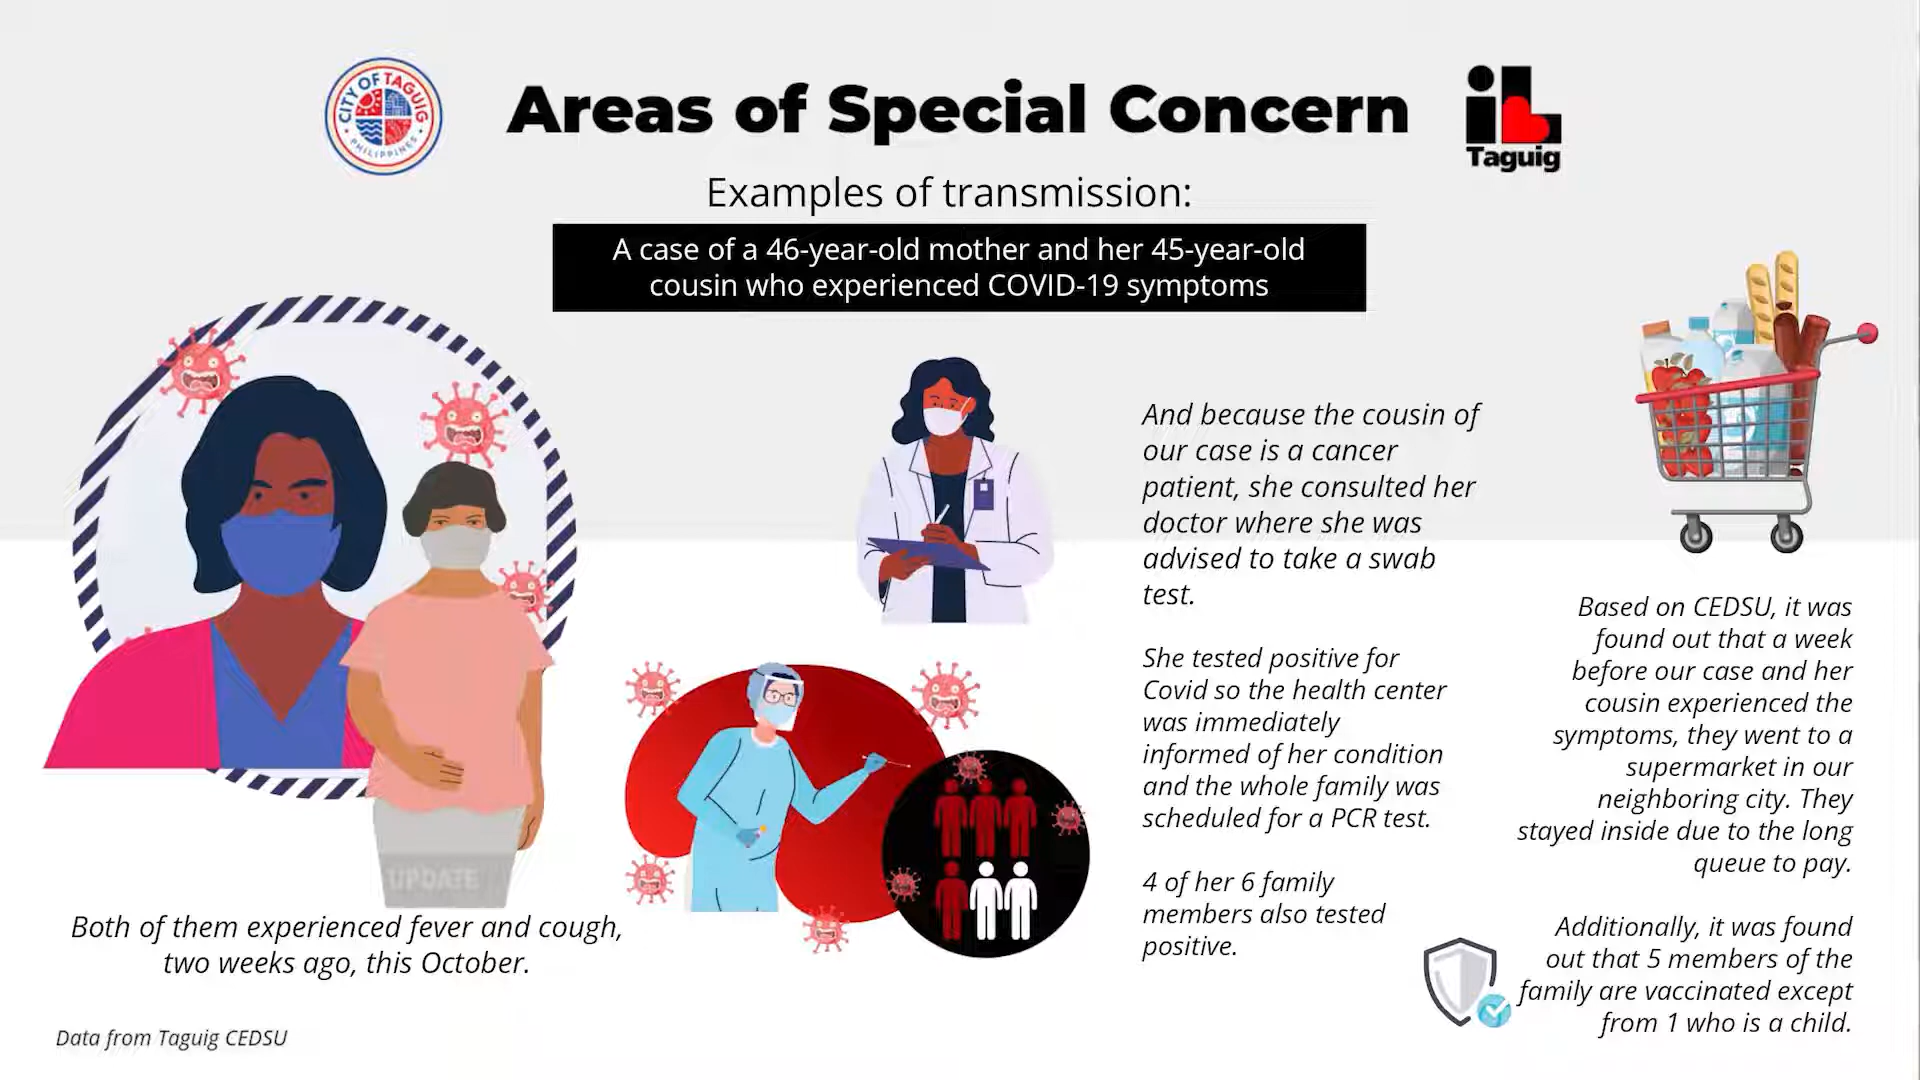 CITY OF TAGUIG
PHILIPPINES
Areas of Special Concern
iL
Taguig
Examples of transmission:
A case of a 46-year-old mother and her 45-year-old
cousin who experienced COVID-19 symptoms
UPDATE
Both of them experienced fever and cough,
two weeks ago, this October.
And because the cousin of
our case is a cancer
patient, she consulted her
doctor where she was
advised to take a swab
test.
She tested positive for
Covid so the health center
was immediately
informed of her condition
and the whole family was
scheduled for a PCR test.
4 of her 6 family
members also tested
positive.
Based on CEDSU, it was
found out that a week
before our case and her
cousin experienced the
symptoms, they went to a
supermarket in our
neighboring city. They
stayed inside due to the long
queue to pay.
Additionally, it was found
out that 5 members of the
family are vaccinated except
from 1 who is a child.
Data from Taguig CEDSU